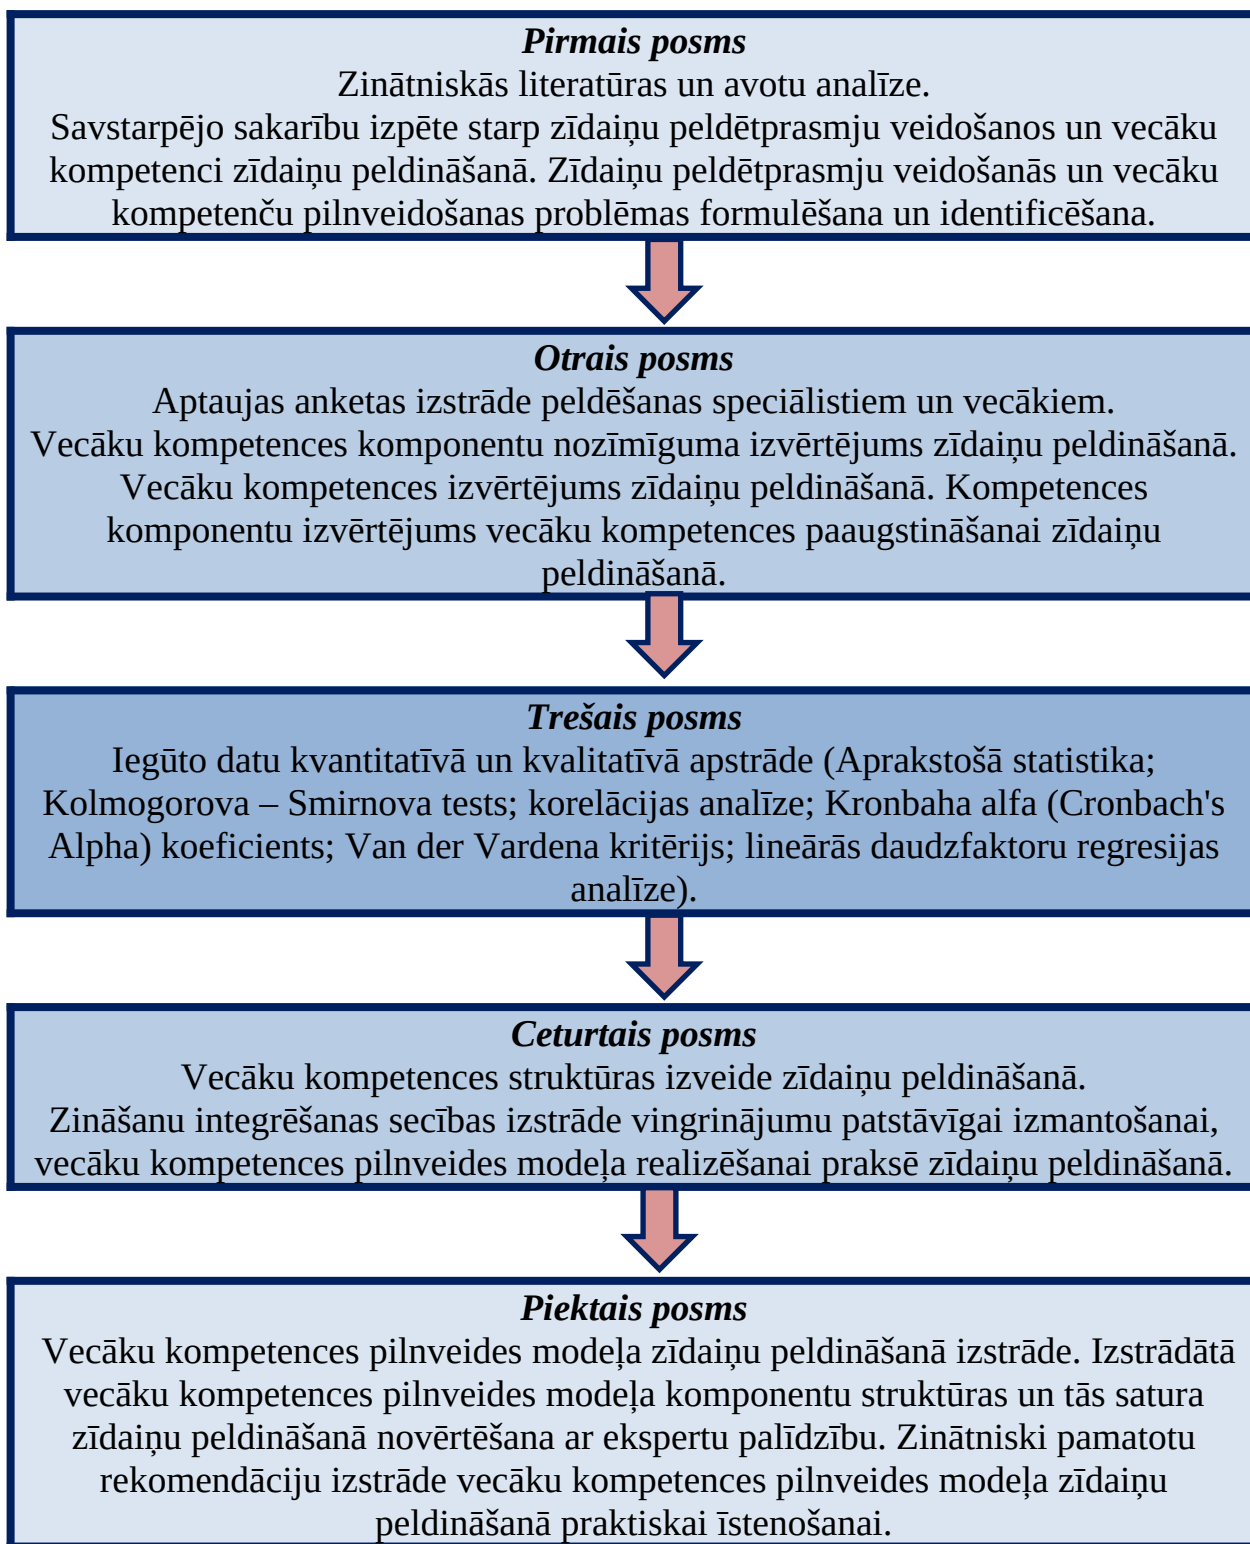 Pirmais posms
Zinātniskās literatūras un avotu analīze.
Savstarpējo sakarību izpēte starp zīdaiņu peldētprasmju veidošanos un vecāku
kompetenci zīdaiņu peldināšanā. Zīdaiņu peldētprasmju veidošanās un vecāku
kompetenču pilnveidošanas problēmas formulēšana un identificēšana.
Otrais posms
Aptaujas anketas izstrāde peldēšanas speciālistiem un vecākiem.
Vecāku kompetences komponentu nozīmīguma izvērtējums zīdaiņu peldināšanā.
Vecāku kompetences izvērtējums zīdaiņu peldināšanā. Kompetences
komponentu izvērtējums vecāku kompetences paaugstināšanai zīdaiņu
peldināšanā.
Trešais posms
Iegūto datu kvantitatīvā un kvalitatīvā apstrāde (Aprakstošā statistika;
Kolmogorova – Smirnova tests; korelācijas analīze; Kronbaha alfa (Cronbach's
Alpha) koeficients; Van der Vardena kritērijs; lineārās daudzfaktoru regresijas
analīze).
Ceturtais posms
Vecāku kompetences struktūras izveide zīdaiņu peldināšanā.
Zināšanu integrēšanas secības izstrāde vingrinājumu patstāvīgai izmantošanai,
vecāku kompetences pilnveides modeļa realizēšanai praksē zīdaiņu peldināšanā.
Piektais posms
Vecāku kompetences pilnveides modeļa zīdaiņu peldināšanā izstrāde. Izstrādātā
vecāku kompetences pilnveides modeļa komponentu struktūras un tās satura
zīdaiņu peldināšanā novērtēšana ar ekspertu palīdzību. Zinātniski pamatotu
rekomendāciju izstrāde vecāku kompetences pilnveides modeļa zīdaiņu
peldināšanā praktiskai īstenošanai.